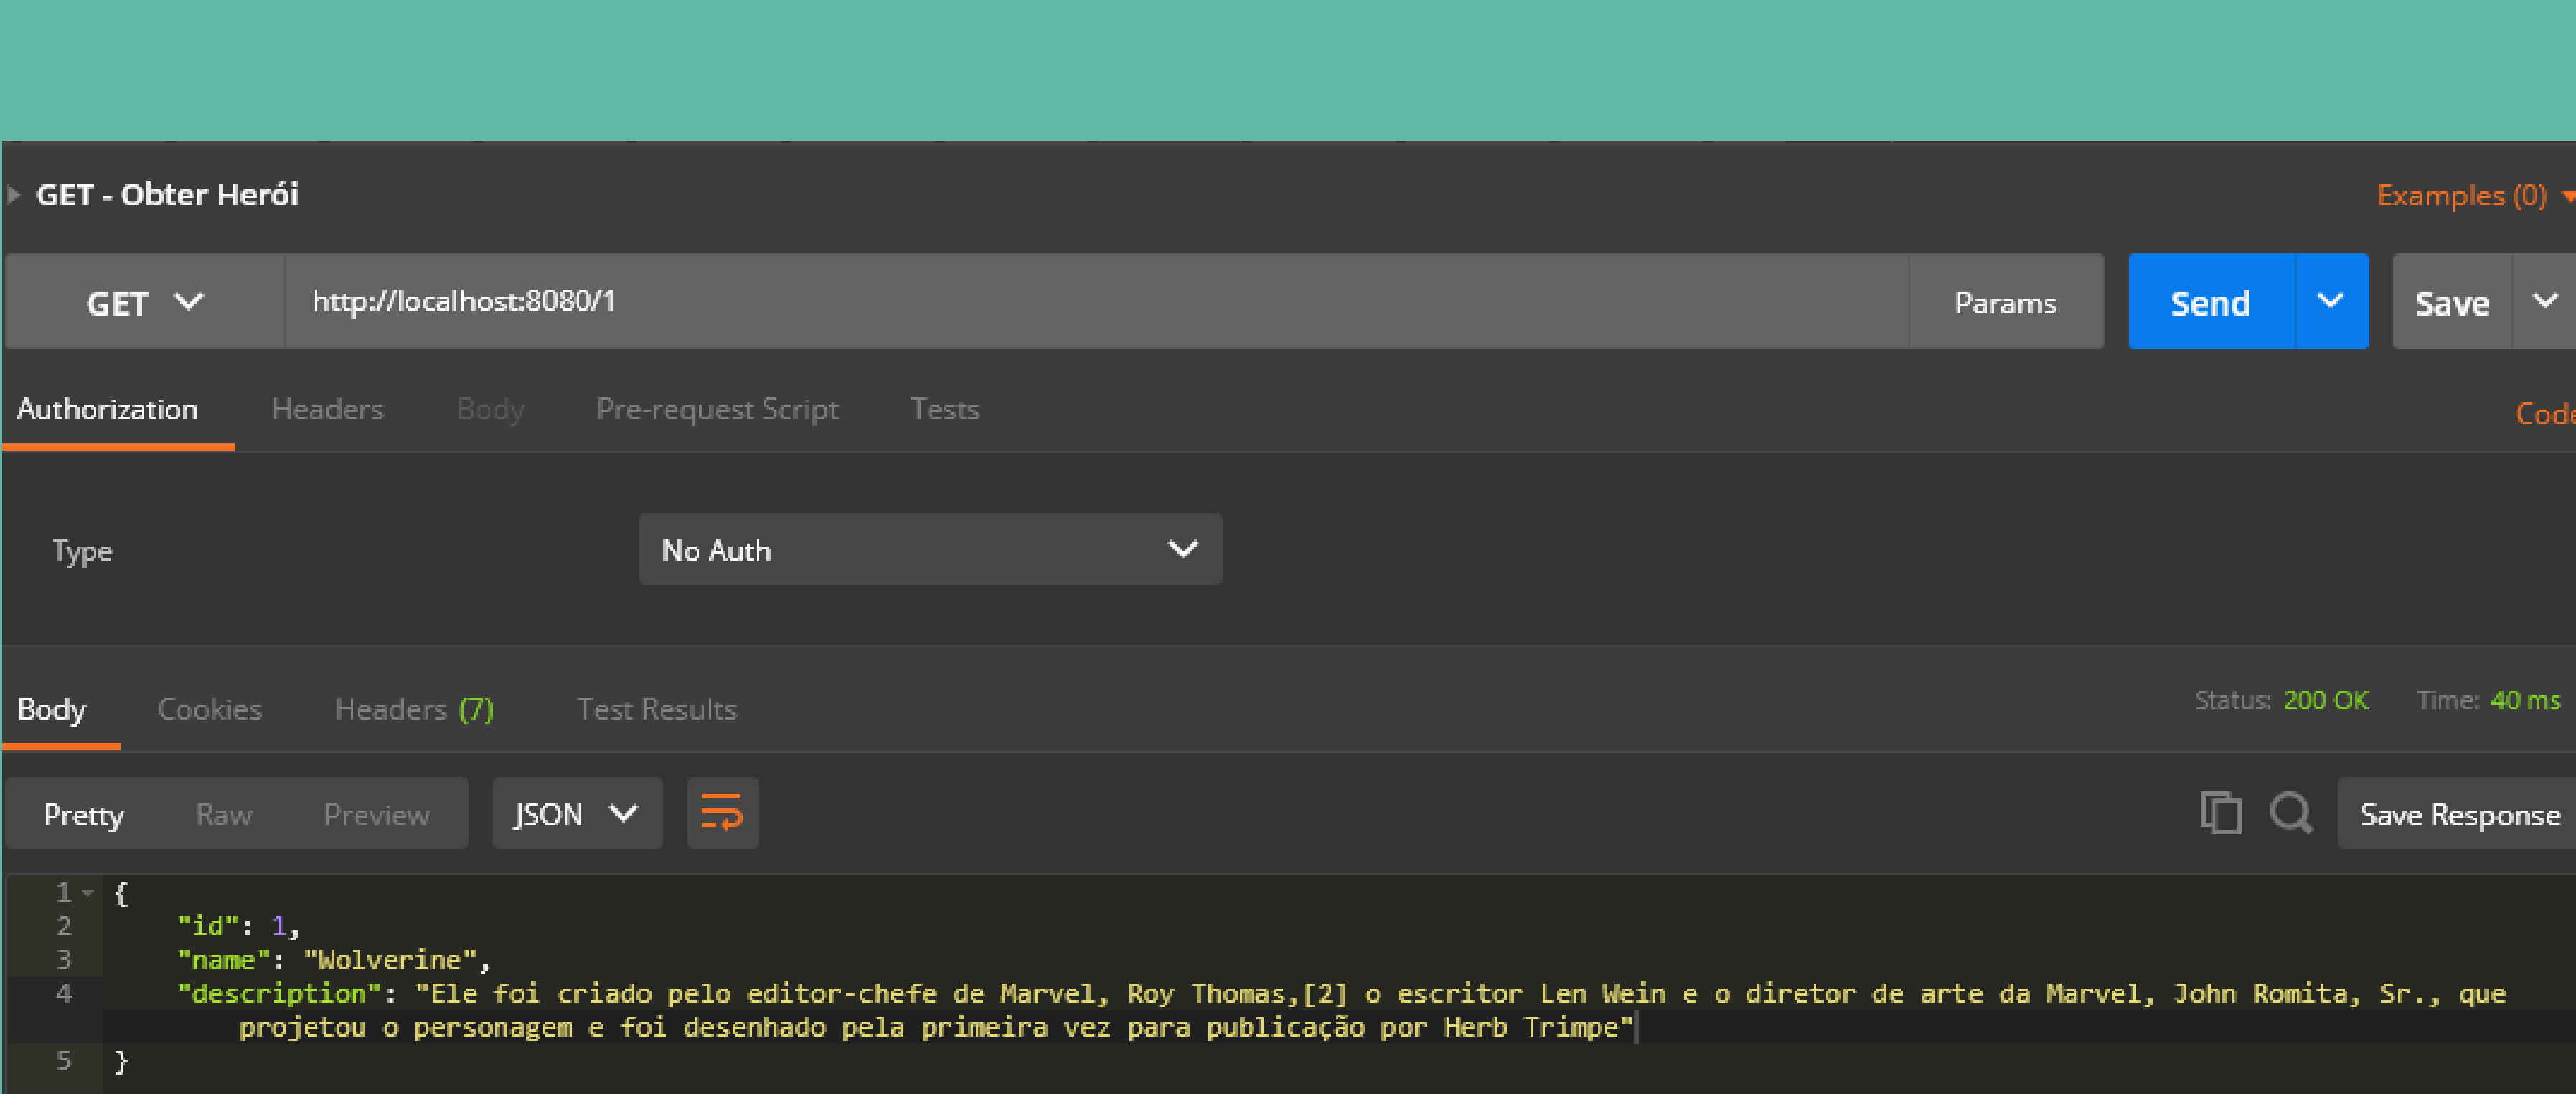 GET - Obter Herói
Examples (0)
GET http://localhost:8080/1 Params Send Save
Authorization Headers Body Pre-request Script Tests
Type No Auth
Body Cookies Headers (7) Test Results Status: 200 OK Time: 40 ms
Pretty Raw Preview JSON Save Response
1 {
2 "id": 1,
3 "name": "Wolverine",
4 "description": "Ele foi criado pelo editor-chefe de Marvel, Roy Thomas,[2] o escritor Len Wein e o diretor de arte da Marvel, John Romita, Sr., que
projetou o personagem e foi desenhado pela primeira vez para publicação por Herb Trimpe"
5 }